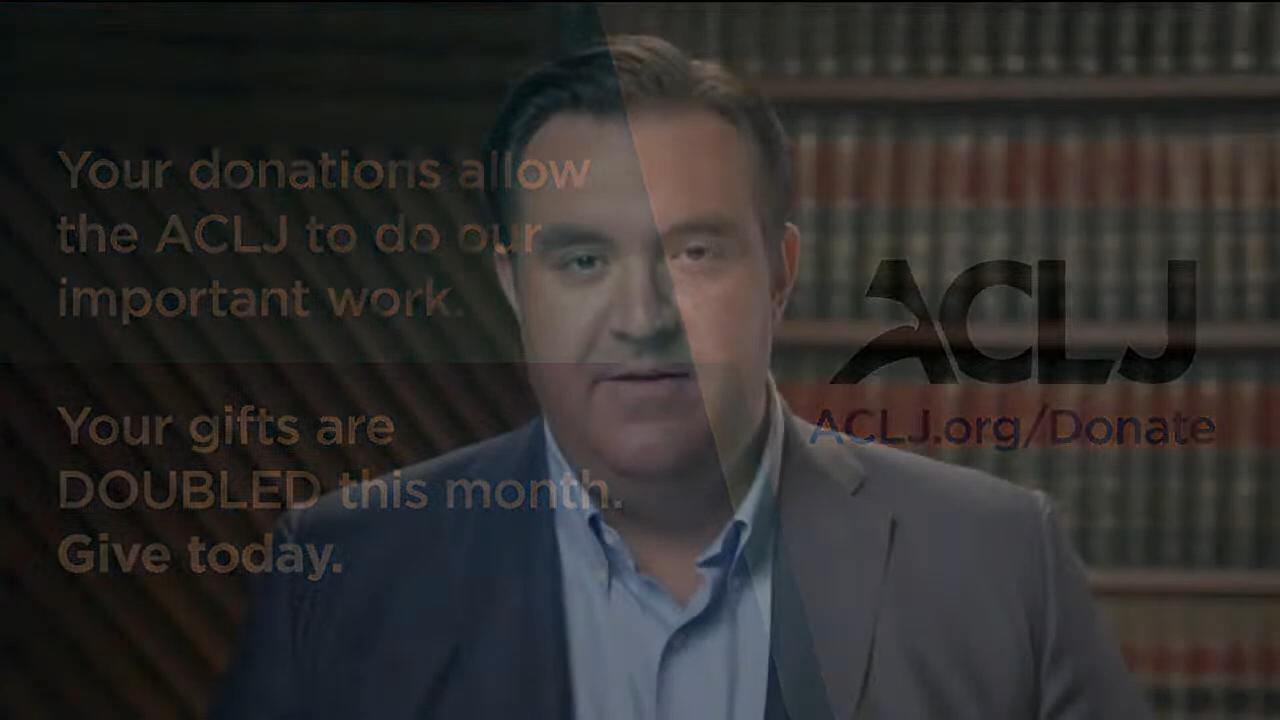 Your donations allow
the ACLJ to do our
important work.
Your gifts are
DOUBLED this month.
Give today.
ACLJ
ACLJ.org/Donate